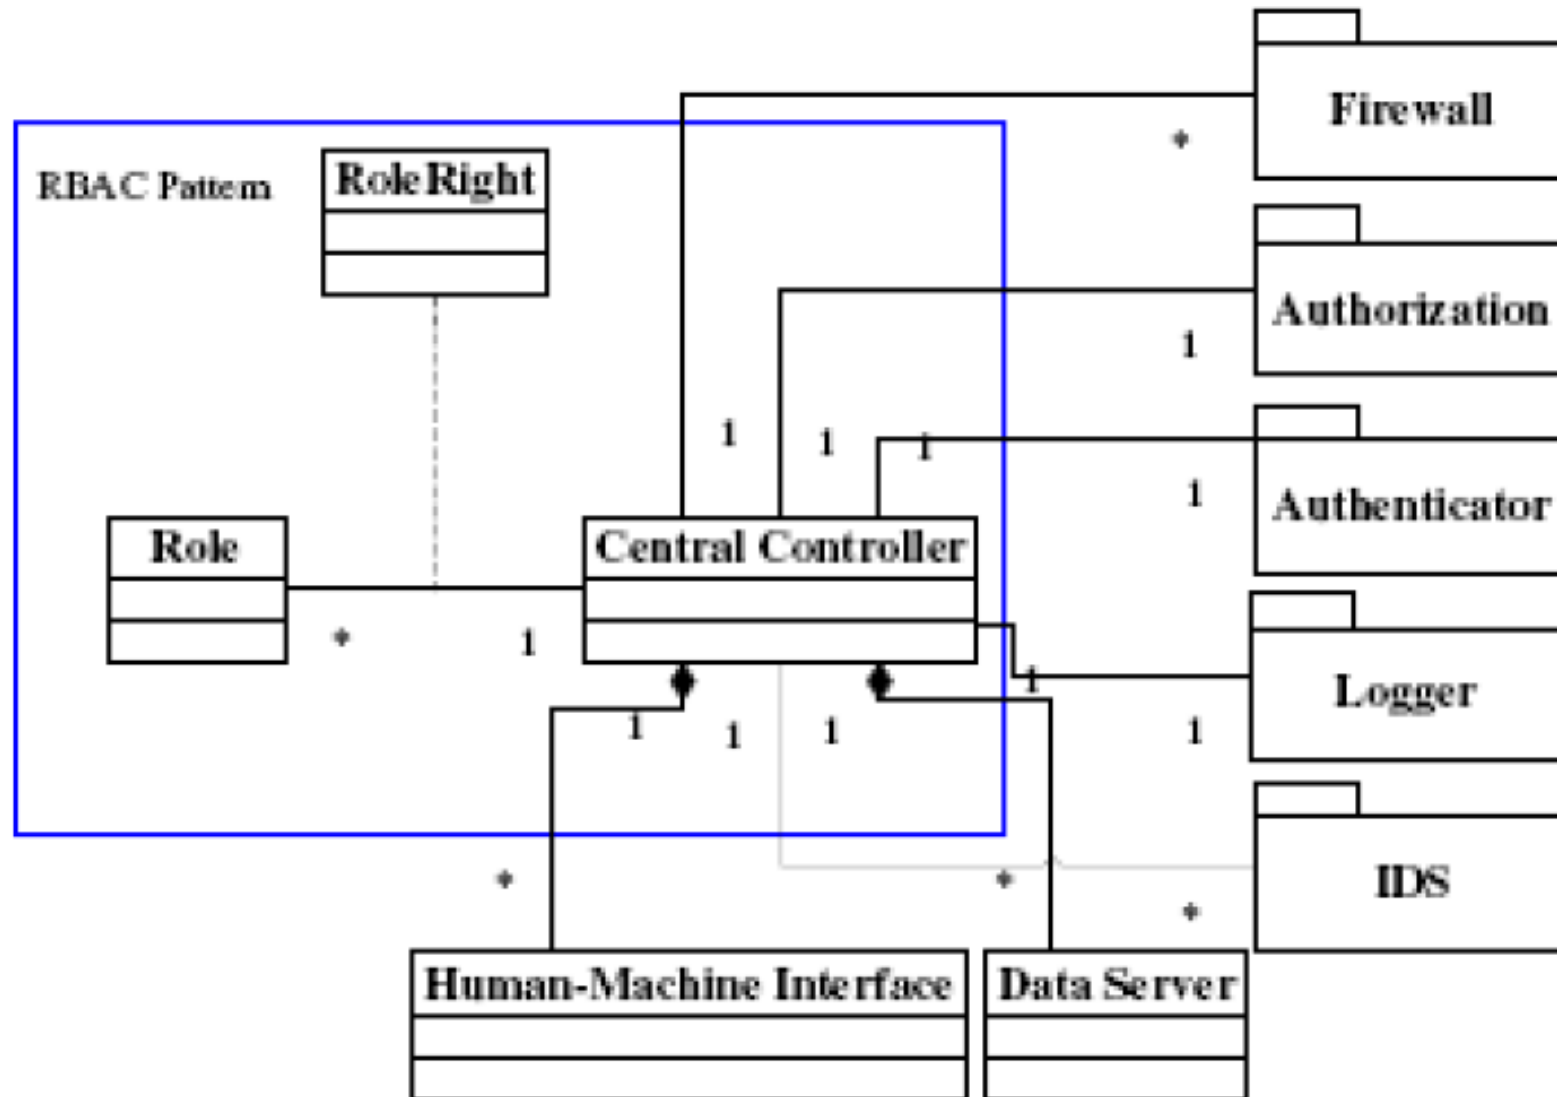 Firewall
*
RBAC Pattern
RoleRight
Authorization
1
1
1
1
1
Authenticator
Role
Central Controller
*
1
1
Logger
1
1
1
1
*
*
*
IDS
Human-Machine Interface
Data Server